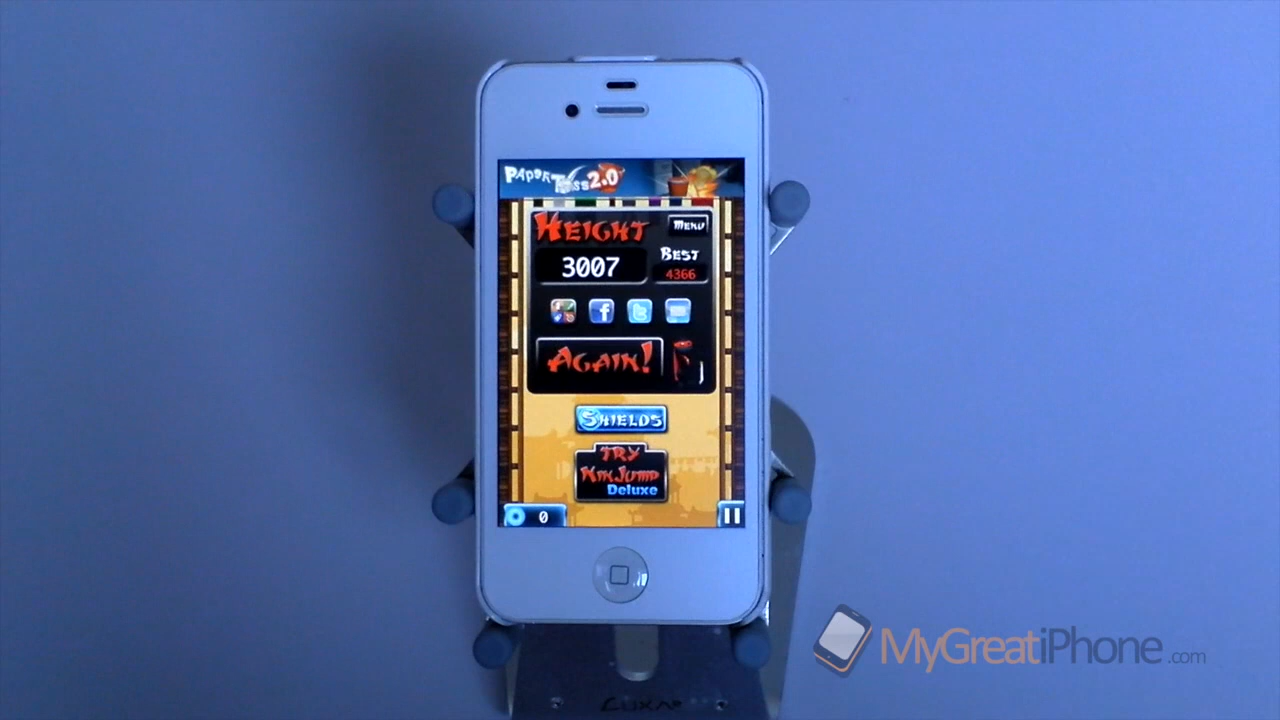 PAPER TOSS 2.0
HEIGHT
MENU
3007
BEST
4366
AGAIN!
SHIELDS
TRY
NINJUMP
Deluxe
0
MyGreatiPhone.com